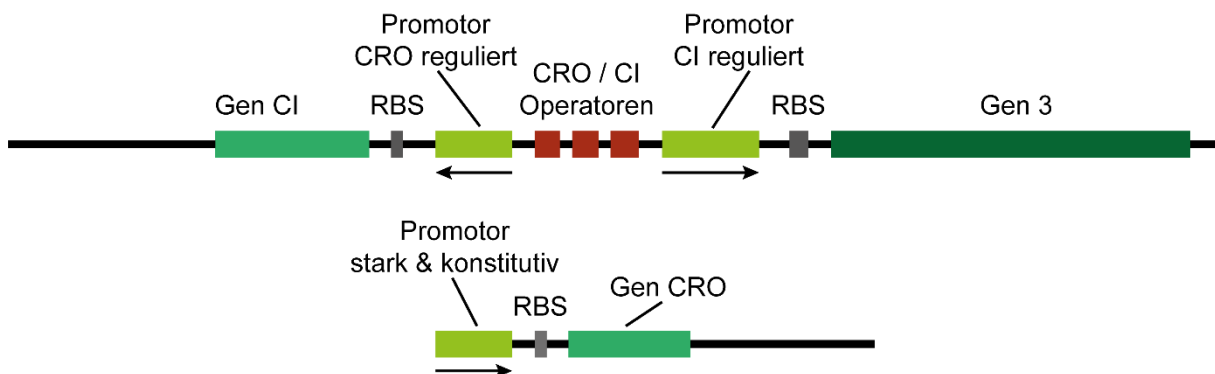 Promotor
CRO reguliert
Promotor
CI reguliert
CRO / CI
Operatoren
Gen CI
RBS
RBS
Gen 3
Promotor
stark & konstitutiv
RBS
Gen CRO